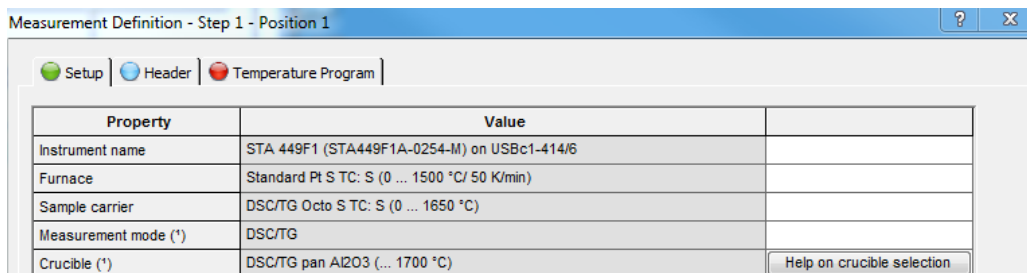 Measurement Definition - Step 1 - Position 1
? X
Setup Header Temperature Program
Property Value
Instrument name STA 449F1 (STA449F1A-0254-M) on USBc1-414/6
Furnace Standard Pt S TC: S (0 ... 1500 °C/ 50 K/min)
Sample carrier DSC/TG Octo S TC: S (0 ... 1650 °C)
Measurement mode (¹) DSC/TG
Crucible (¹) DSC/TG pan Al2O3 (... 1700 °C) Help on crucible selection